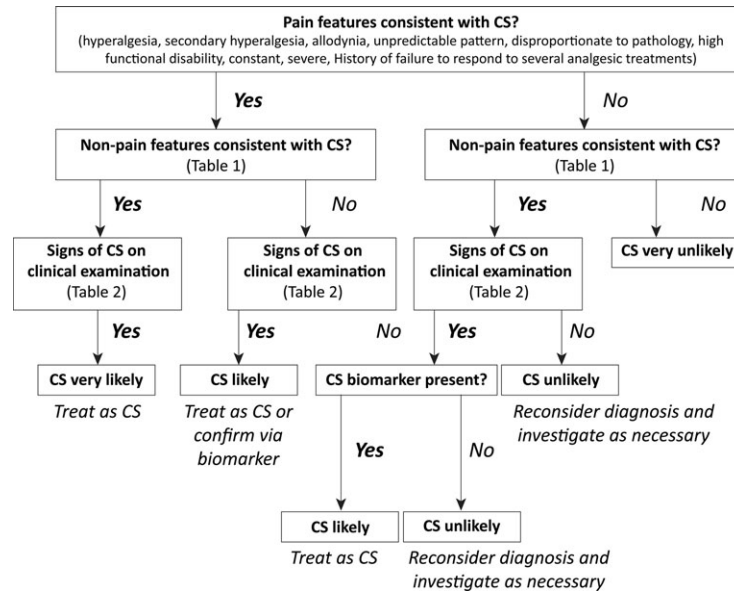 Pain features consistent with CS?
(hyperalgesia, secondary hyperalgesia, allodynia, unpredictable pattern, disproportionate to pathology, high
functional disability, constant, severe, History of failure to respond to several analgesic treatments)
Yes
No
Non-pain features consistent with CS?
(Table 1)
Non-pain features consistent with CS?
(Table 1)
Yes
No
Yes
No
Signs of CS on
clinical examination
(Table 2)
Signs of CS on
clinical examination
(Table 2)
Signs of CS on
clinical examination
(Table 2)
CS very unlikely
Yes
Yes
No
Yes
No
CS very likely
CS likely
CS biomarker present?
CS unlikely
Treat as CS
Treat as CS or
confirm via
biomarker
Reconsider diagnosis and
investigate as necessary
Yes
No
CS likely
CS unlikely
Treat as CS
Reconsider diagnosis and
investigate as necessary